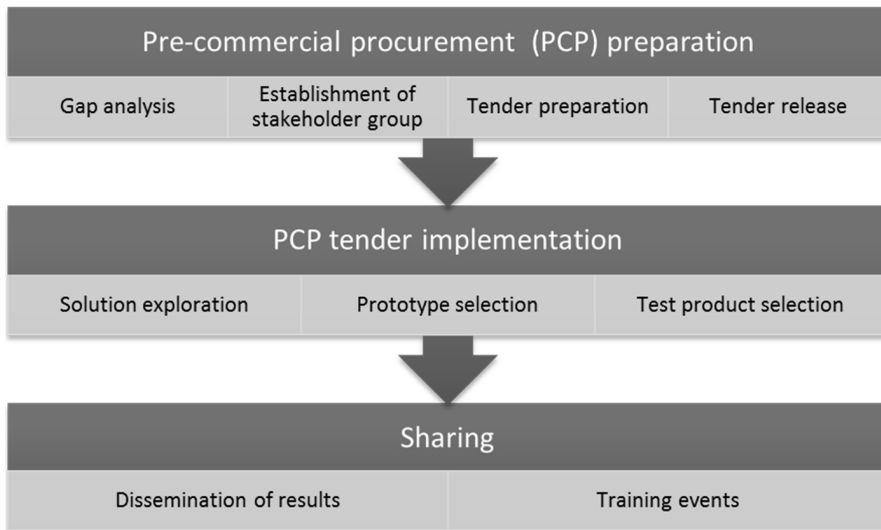 Pre-commercial procurement (PCP) preparation
Gap analysis
Establishment of
stakeholder group
Tender preparation
Tender release
PCP tender implementation
Solution exploration
Prototype selection
Test product selection
Sharing
Dissemination of results
Training events